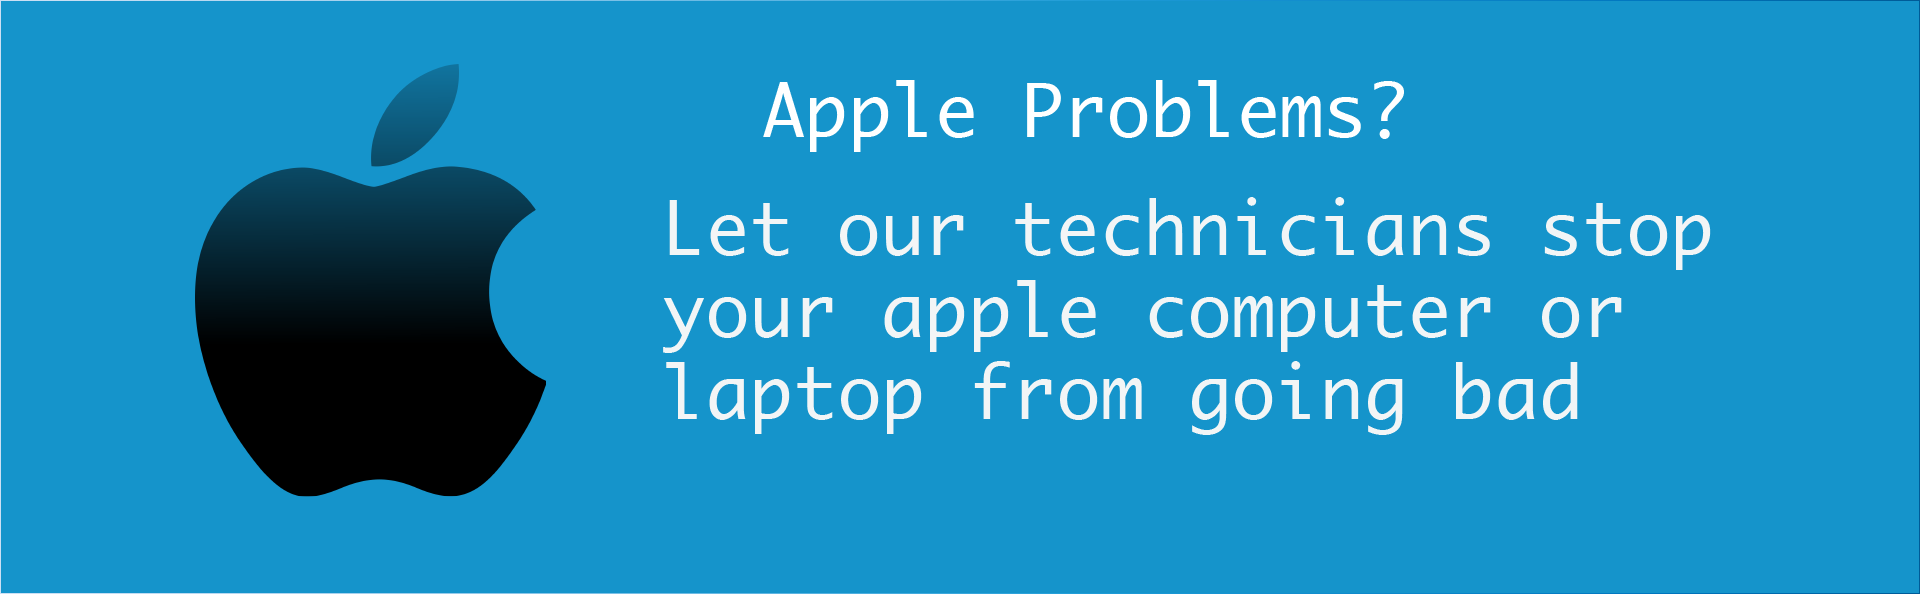 Apple Problems?
Let our technicians stop
your apple computer or
laptop from going bad